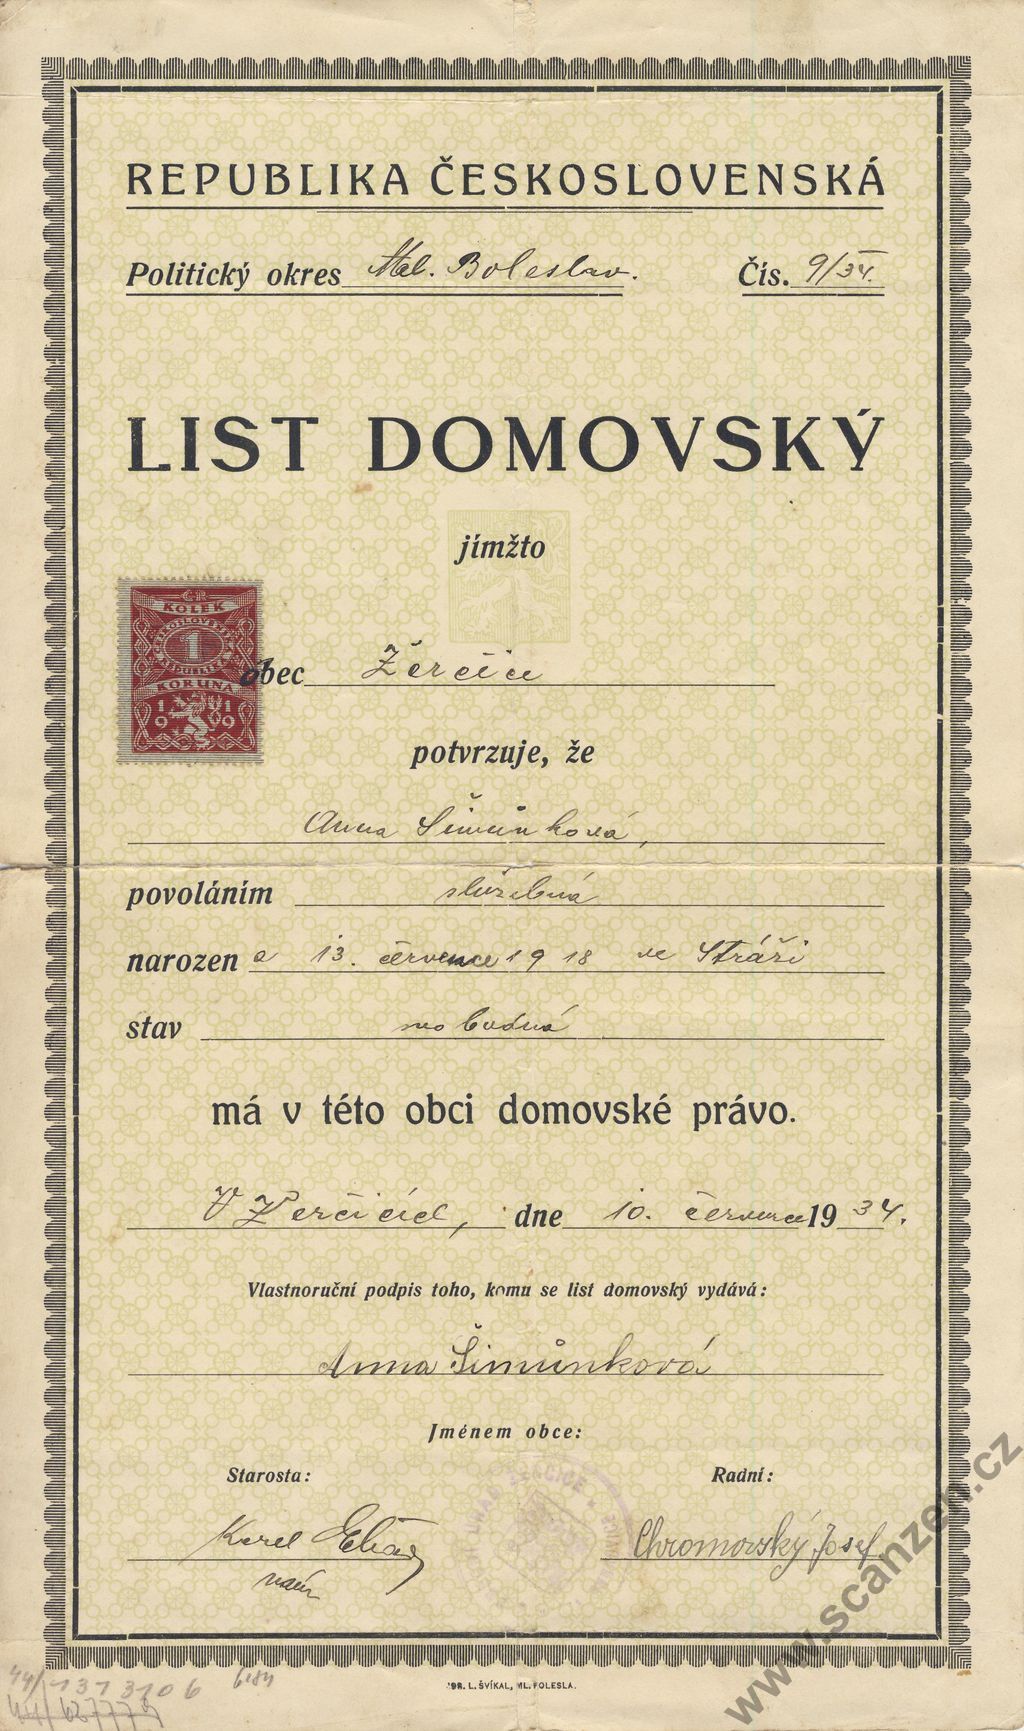 REPUBLIKA ČESKOSLOVENSKÁ
Politický okres Ml. Boleslav. Čís. 9/34.
LIST DOMOVSKÝ
jímžto
ČR
KOLEK
1
KORUNA
19 19
obec Žerčice
potvrzuje, že
Anna Šimůnková,
povoláním služebná
narozen a 13. července 1918 ve Stráži
stav svobodná
má v této obci domovské právo.
V Žerčicích, dne 10. července 1934.
Vlastnoruční podpis toho, komu se list domovský vydává:
Anna Šimůnková
Jménem obce:
Starosta: Radní:
Karel Chromovský Josef
ŽERČICE
L. ŠVÍKAL, ML. BOLESLA.
www.scanzen.cz